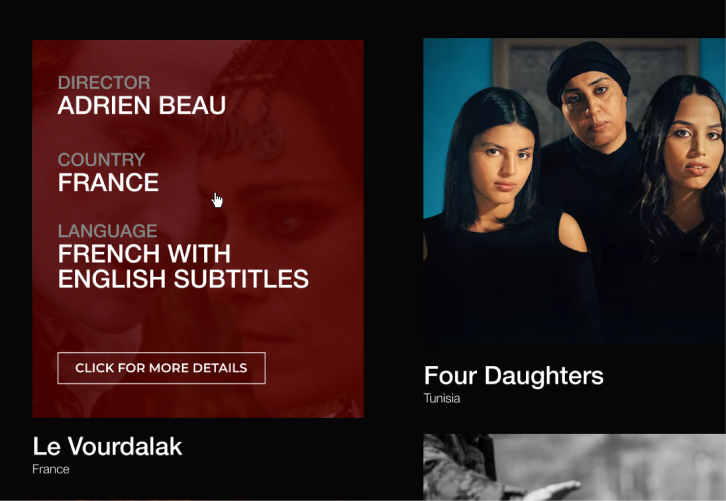 DIRECTOR
ADRIEN BEAU
COUNTRY
FRANCE
LANGUAGE
FRENCH WITH
ENGLISH SUBTITLES
CLICK FOR MORE DETAILS
Le Vourdalak
France
Four Daughters
Tunisia